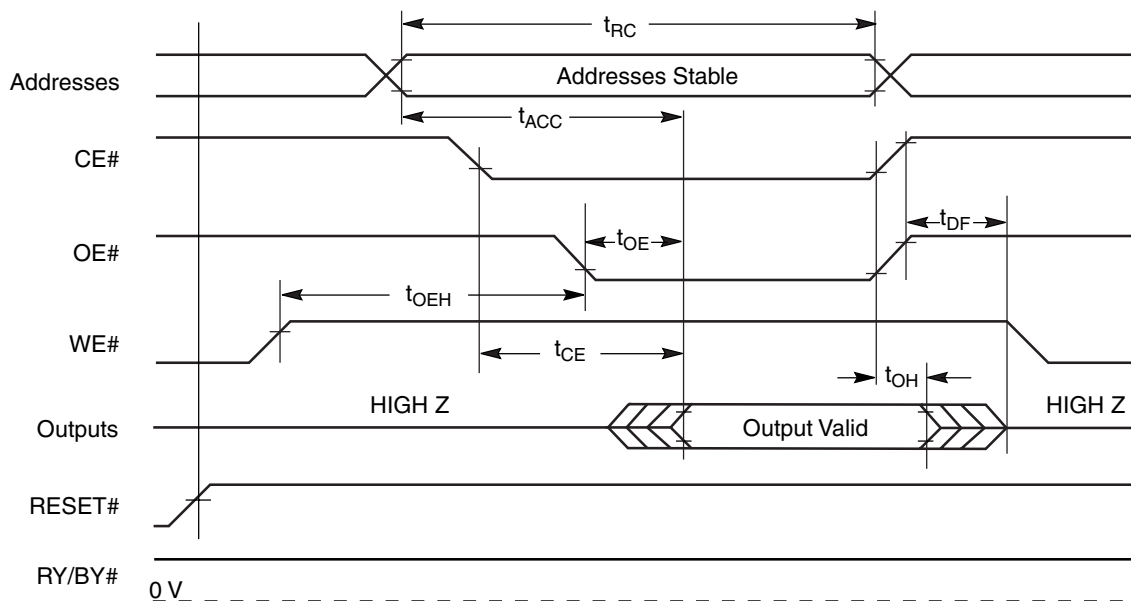 tRC
Addresses
Addresses Stable
tACC
CE#
tDF
OE#
tOE
tOEH
WE#
tCE
tOH
HIGH Z
HIGH Z
Outputs
Output Valid
RESET#
RY/BY#
0 V